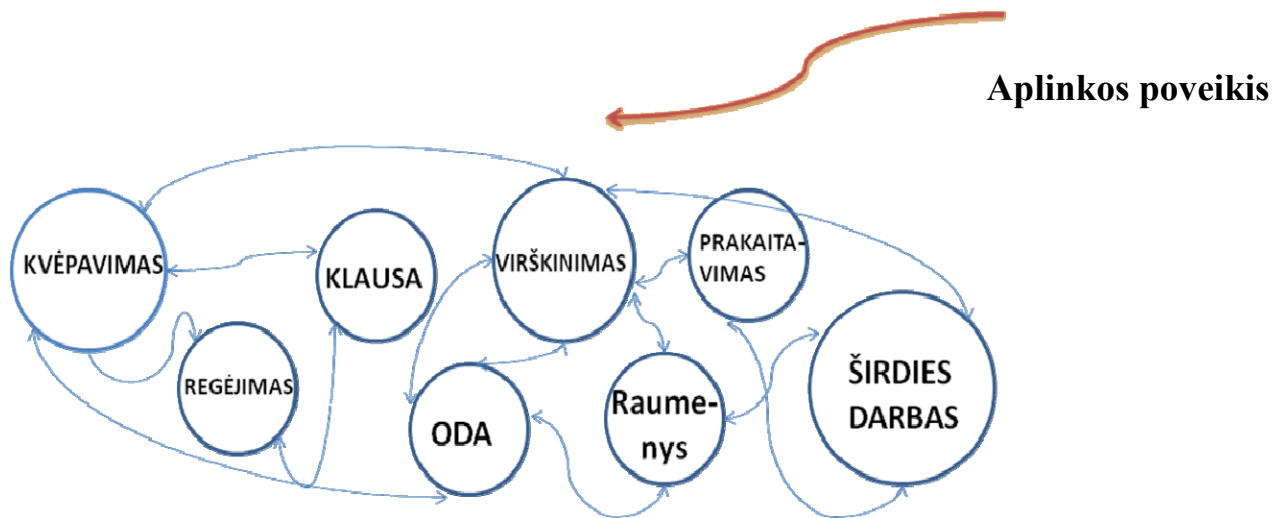 Aplinkos poveikis
KVĖPAVIMAS
KLAUSA
VIRŠKINIMAS
PRAKAITA-
VIMAS
REGĖJIMAS
ODA
Raume-
nys
ŠIRDIES
DARBAS